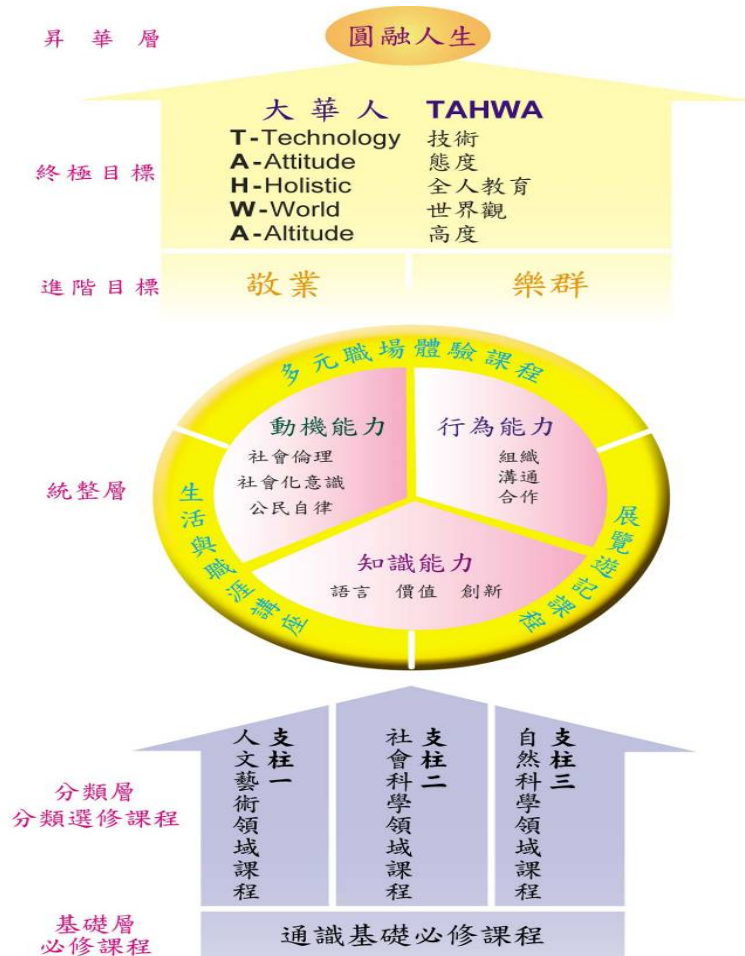 昇華層
圓融人生
終極目標
大華人 TAHWA
T-Technology 技術
A-Attitude 態度
H-Holistic 全人教育
W-World 世界觀
A-Altitude 高度
進階目標
敬業
樂群
統整層
多元職場體驗課程
生活與職涯講座
展覽遊記課程
動機能力
社會倫理
社會化意識
公民自律
行為能力
組織
溝通
合作
知識能力
語言 價值 創新
分類層
分類選修課程
支柱一
人文藝術領域課程
支柱二
社會科學領域課程
支柱三
自然科學領域課程
基礎層
必修課程
通識基礎必修課程